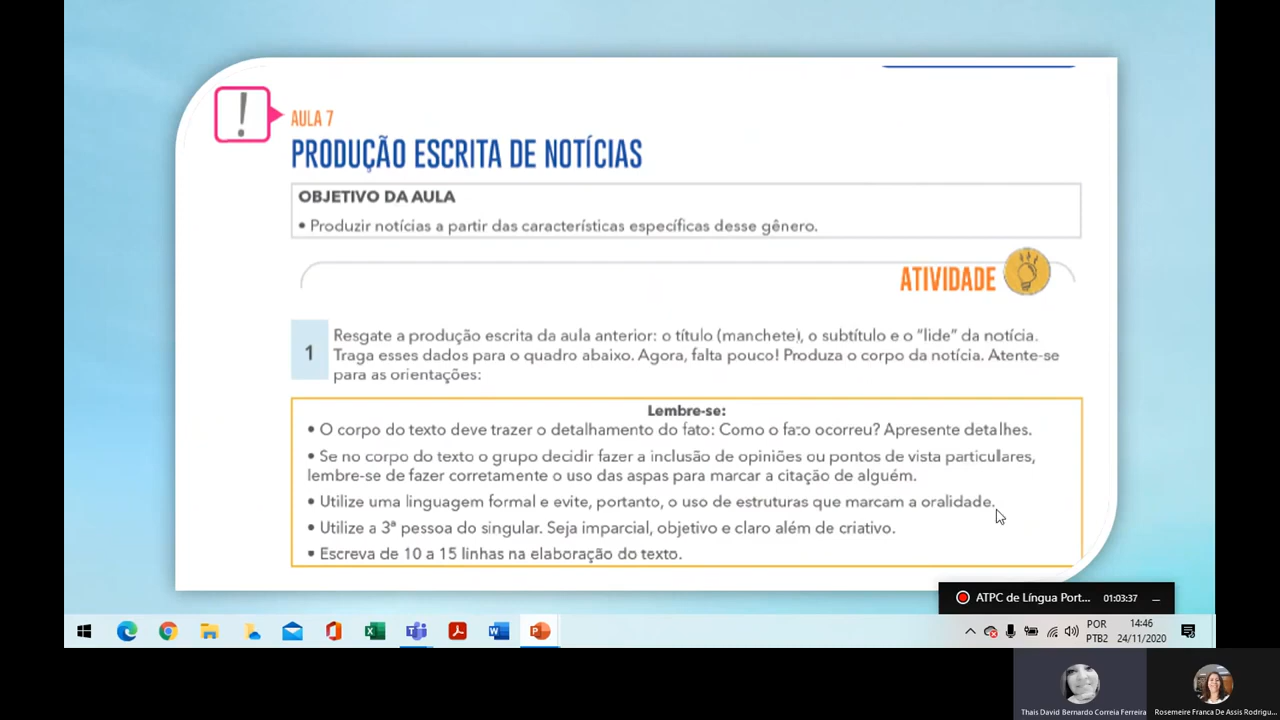 !
AULA 7
PRODUÇÃO ESCRITA DE NOTÍCIAS
OBJETIVO DA AULA
• Produzir notícias a partir das características específicas desse gênero.
ATIVIDADE
1
Resgate a produção escrita da aula anterior: o título (manchete), o subtítulo e o “lide” da notícia.
Traga esses dados para o quadro abaixo. Agora, falta pouco! Produza o corpo da notícia. Atente-se
para as orientações:
Lembre-se:
• O corpo do texto deve trazer o detalhamento do fato: Como o fato ocorreu? Apresente detalhes.
• Se no corpo do texto o grupo decidir fazer a inclusão de opiniões ou pontos de vista particulares,
lembre-se de fazer corretamente o uso das aspas para marcar a citação de alguém.
• Utilize uma linguagem formal e evite, portanto, o uso de estruturas que marcam a oralidade.
• Utilize a 3ª pessoa do singular. Seja imparcial, objetivo e claro além de criativo.
• Escreva de 10 a 15 linhas na elaboração do texto.
ATPC de Língua Port... 01:03:37
POR 14:46
PTB2 24/11/2020
Thais David Bernardo Correia Ferreira
Rosemeire Franca De Assis Rodrigu...